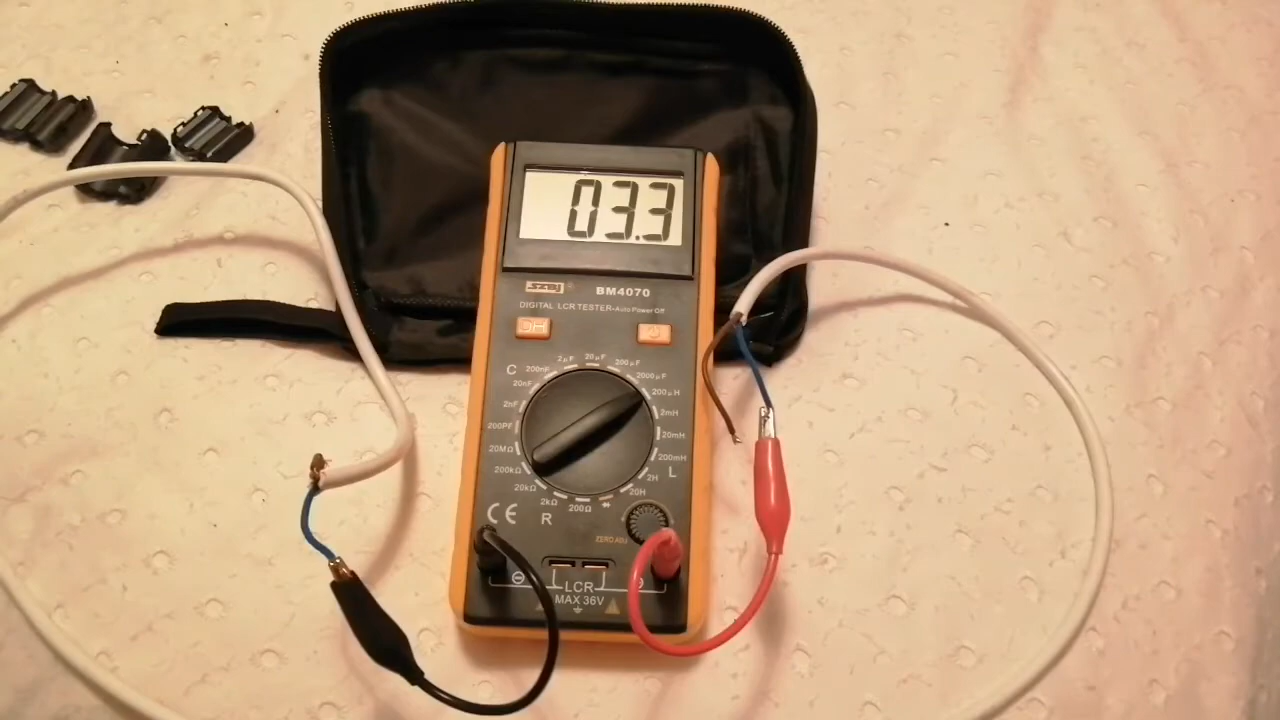 03.3
SZBJ ®
BM4070
DIGITAL LCR TESTER-Auto Power Off
DH
C
200PF
2nF
20nF
200nF
2µF
20µF
200µF
2000µF
200µH
2mH
20mH
200mH
L
2H
20H
200Ω
2kΩ
20kΩ
200kΩ
20MΩ
R
CE
ZERO ADJ
LCR
MAX 36V